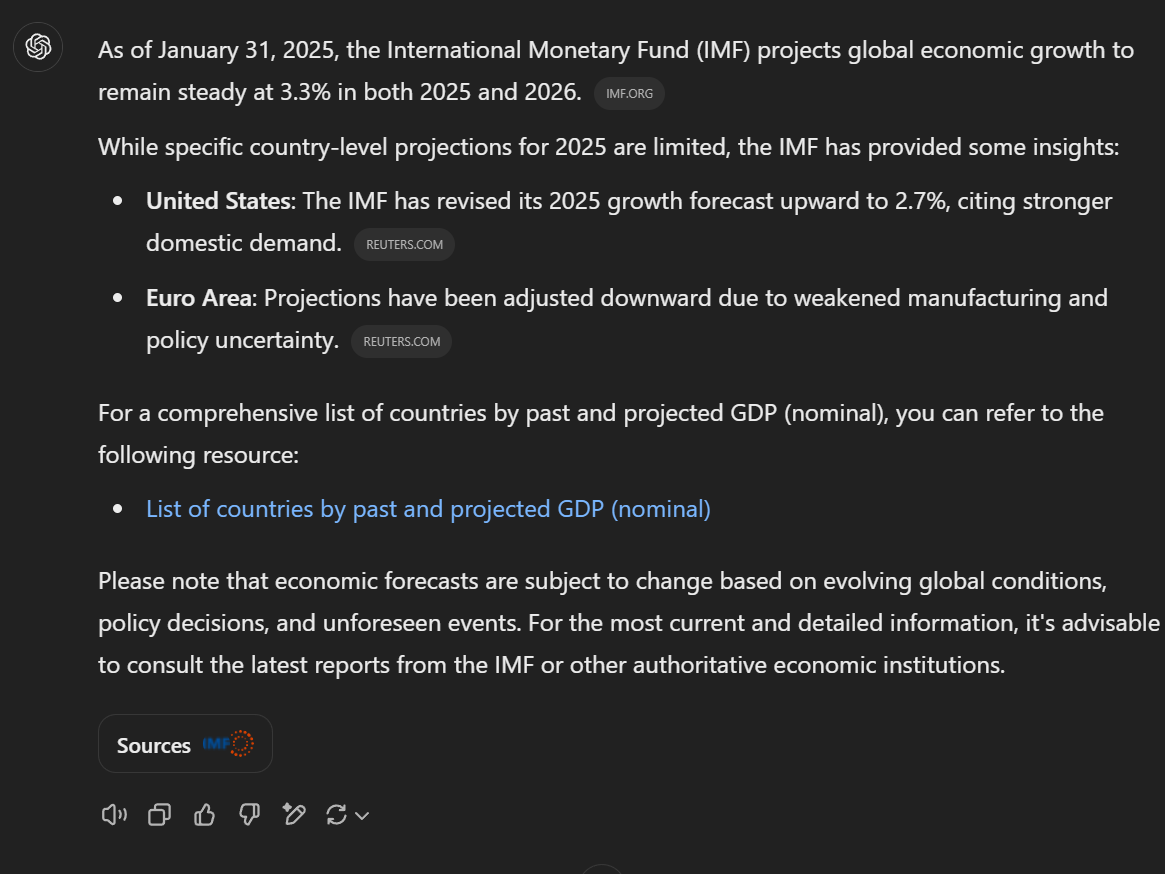 As of January 31, 2025, the International Monetary Fund (IMF) projects global economic growth to
remain steady at 3.3% in both 2025 and 2026. IMF.ORG
While specific country-level projections for 2025 are limited, the IMF has provided some insights:
• United States: The IMF has revised its 2025 growth forecast upward to 2.7%, citing stronger
domestic demand. REUTERS.COM
• Euro Area: Projections have been adjusted downward due to weakened manufacturing and
policy uncertainty. REUTERS.COM
For a comprehensive list of countries by past and projected GDP (nominal), you can refer to the
following resource:
• List of countries by past and projected GDP (nominal)
Please note that economic forecasts are subject to change based on evolving global conditions,
policy decisions, and unforeseen events. For the most current and detailed information, it's advisable
to consult the latest reports from the IMF or other authoritative economic institutions.
Sources IMF